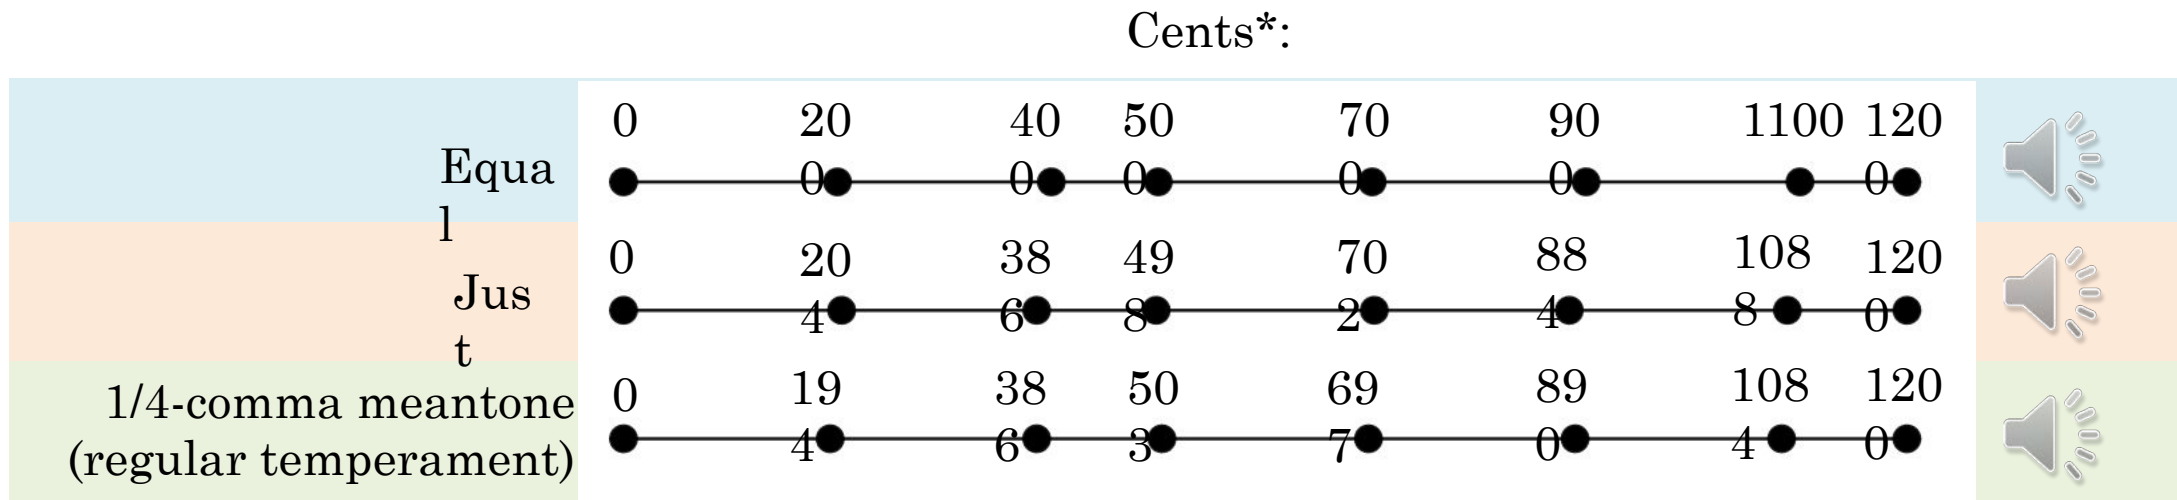 Cents*:
0 20 40 50 70 90 1100 120
0 0 0 0 0 0
Equa
l
0 20 38 49 70 88 108 120
4 6 8 2 4 8 0
Jus
t
0 19 38 50 69 89 108 120
4 6 3 7 0 4 0
1/4-comma meantone
(regular temperament)